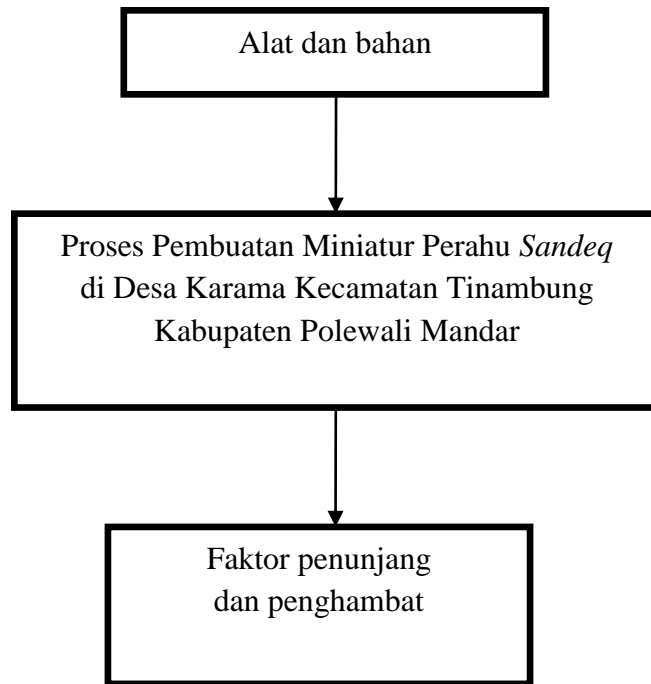 Alat dan bahan
Proses Pembuatan Miniatur Perahu Sandeq
di Desa Karama Kecamatan Tinambung
Kabupaten Polewali Mandar
Faktor penunjang
dan penghambat